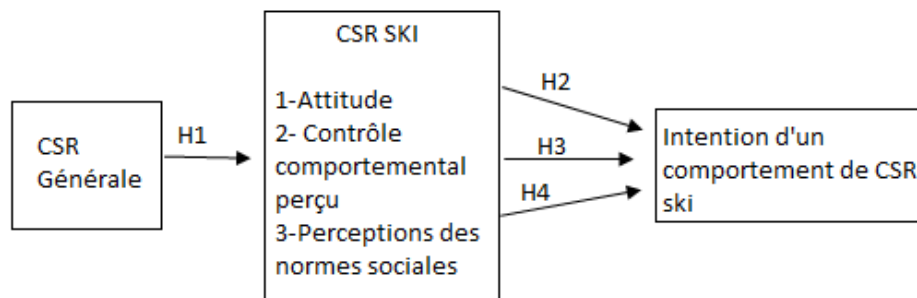 CSR
Générale
H1
CSR SKI
1-Attitude
2- Contrôle
comportemental
perçu
3-Perceptions des
normes sociales
H2
H3
H4
Intention d'un
comportement de CSR
ski